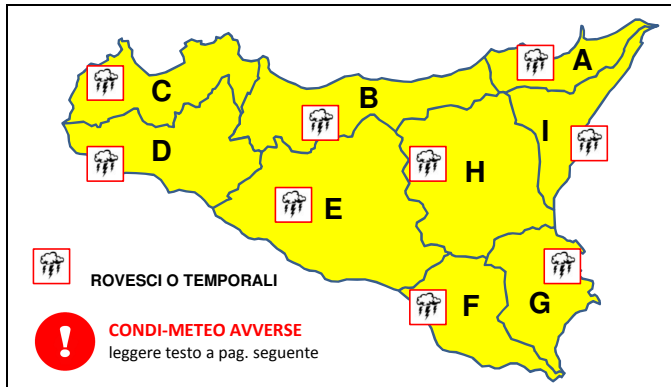 A
C
B
I
D
H
E
F
G
ROVESCI O TEMPORALI
CONDI-METEO AVVERSE
leggere testo a pag. seguente